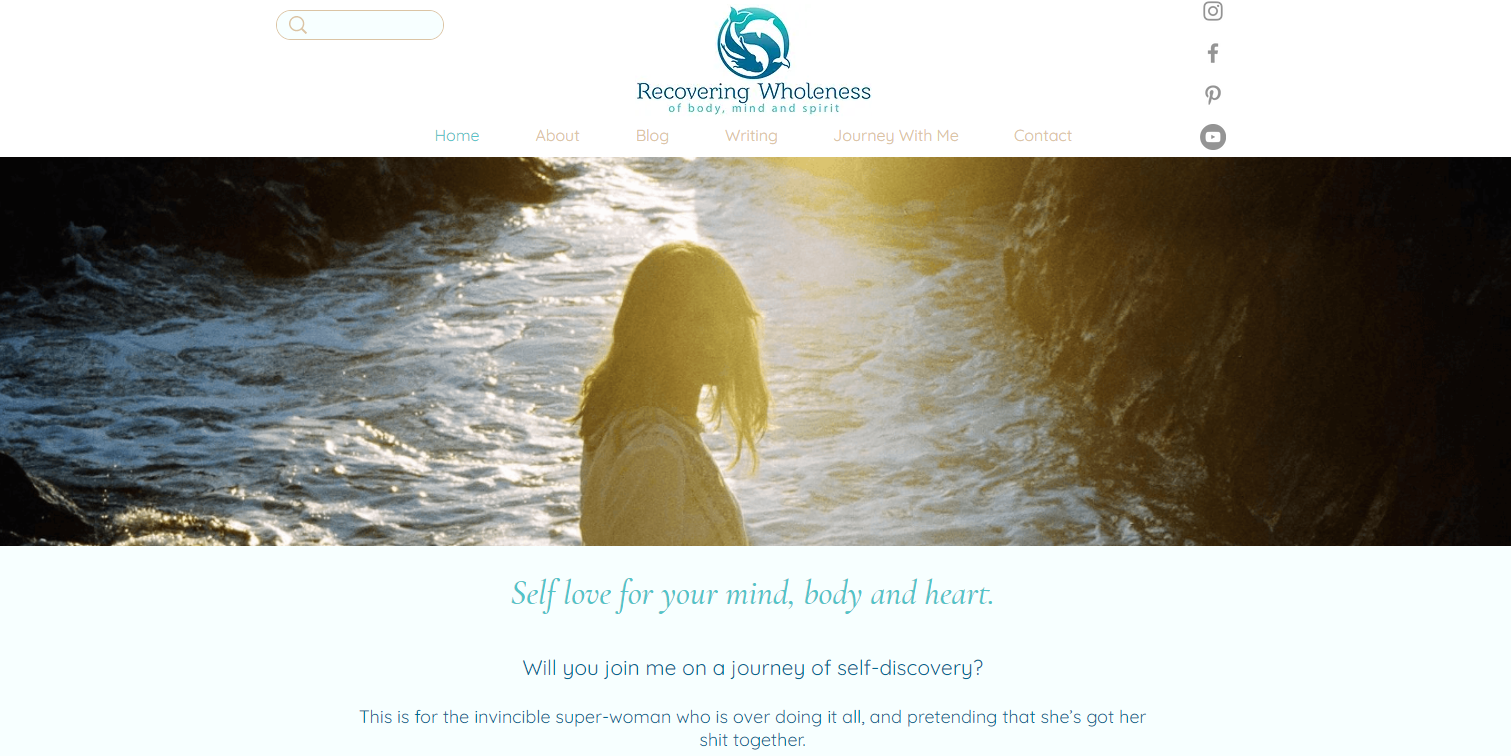 Recovering Wholeness
of body, mind and spirit
Home About Blog Writing Journey With Me Contact
Self love for your mind, body and heart.
Will you join me on a journey of self-discovery?
This is for the invincible super-woman who is over doing it all, and pretending that she's got her
shit together.